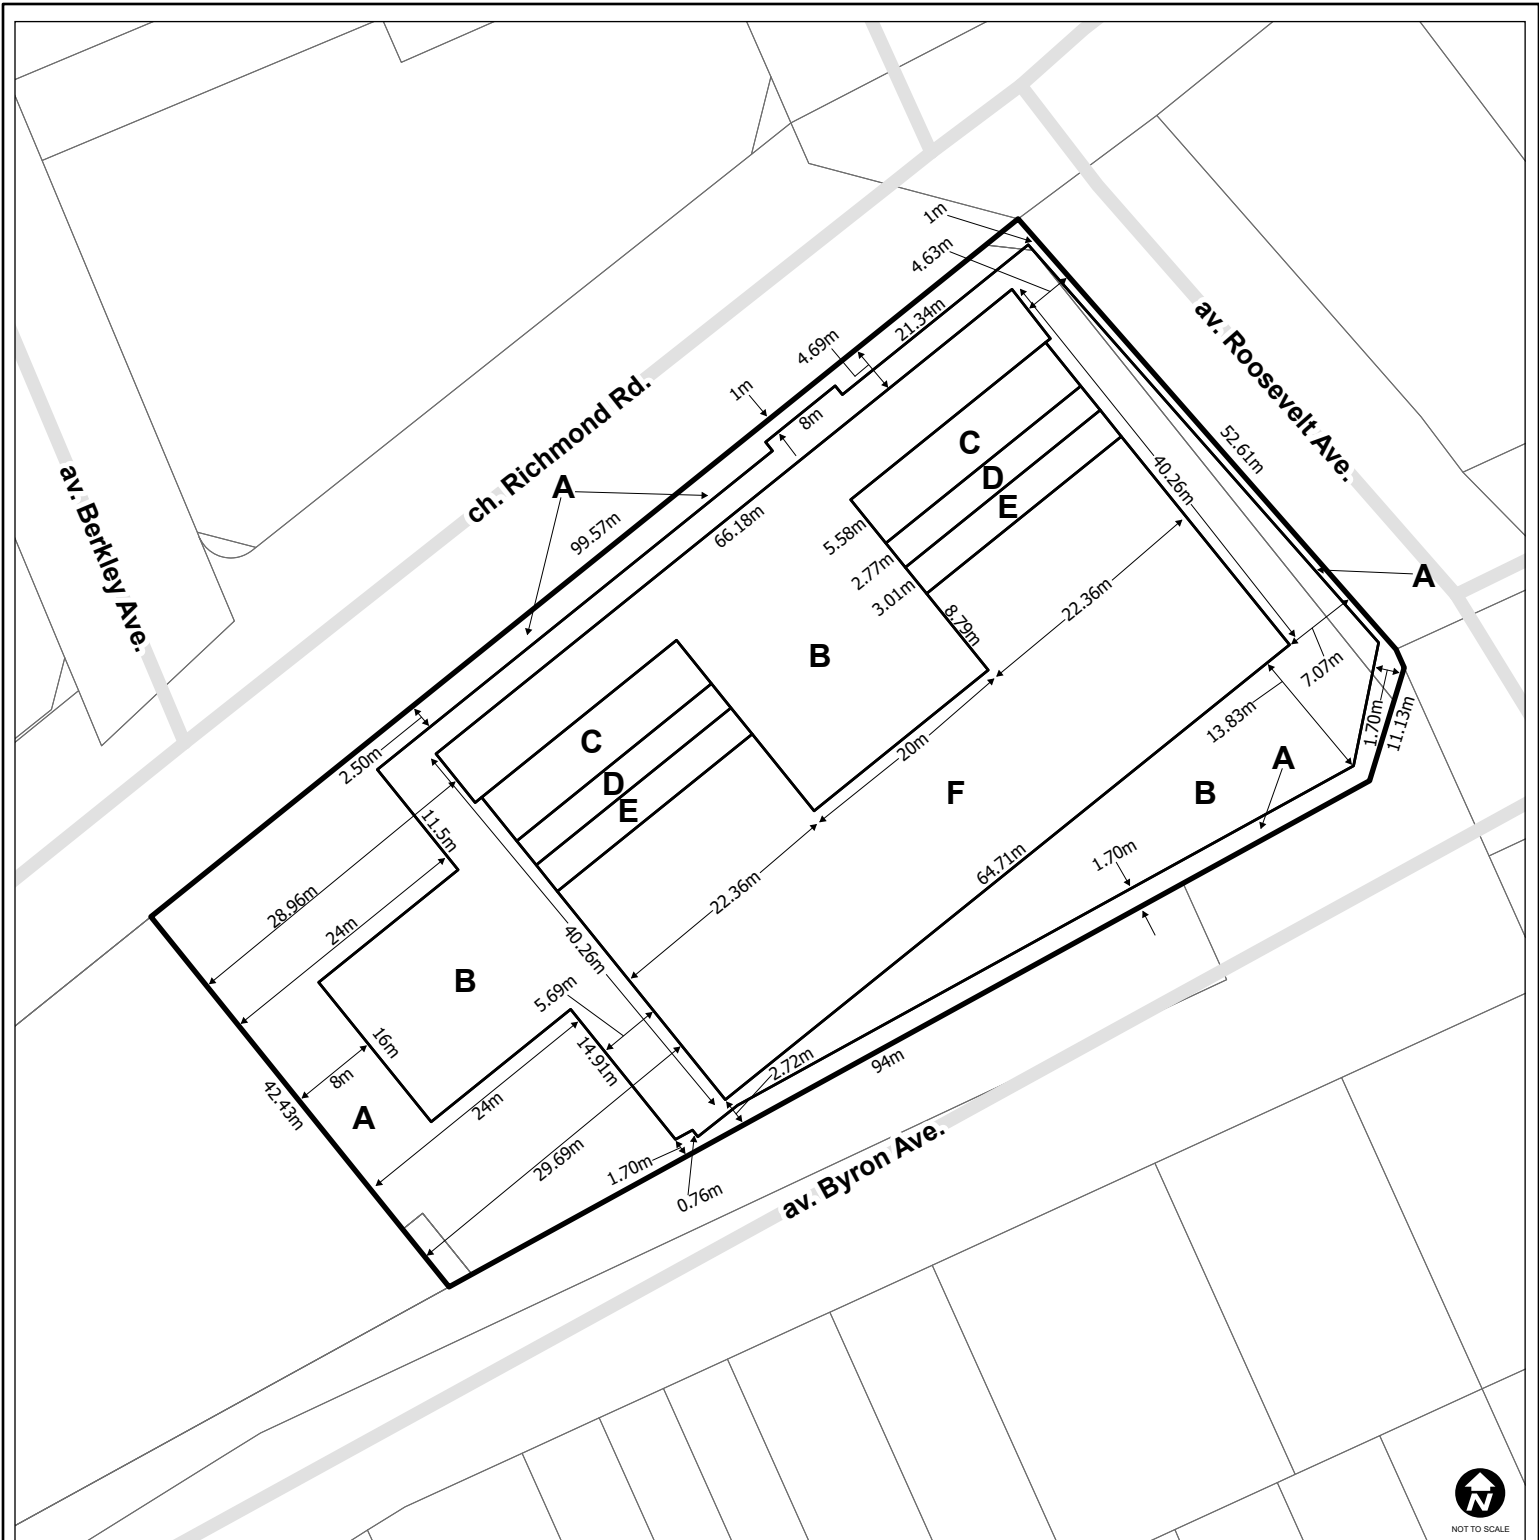 1m
4.63m
av. Roosevelt Ave.
21.34m
4.69m
1m
8m
ch. Richmond Rd.
av. Berkley Ave.
A
99.57m
66.18m
C
D
E
5.58m
2.77m
3.01m
8.79m
40.26m
52.61m
22.36m
A
B
7.07m
13.83m
1.70m
11.13m
C
D
E
2.50m
11.5m
20m
F
A
B
28.96m
24m
22.36m
64.71m
1.70m
40.26m
B
5.69m
16m
14.91m
8m
42.43m
A
24m
2.72m
94m
29.69m
1.70m
0.76m
av. Byron Ave.
N
NOT TO SCALE